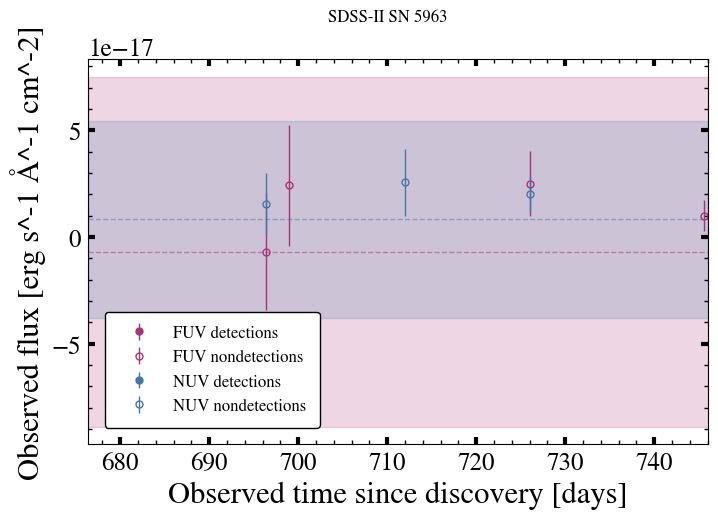 SDSS-II SN 5963
1e−17
Observed flux [erg s^-1 Å^-1 cm^-2]
5
0
−5
FUV detections
FUV nondetections
NUV detections
NUV nondetections
680 690 700 710 720 730 740
Observed time since discovery [days]